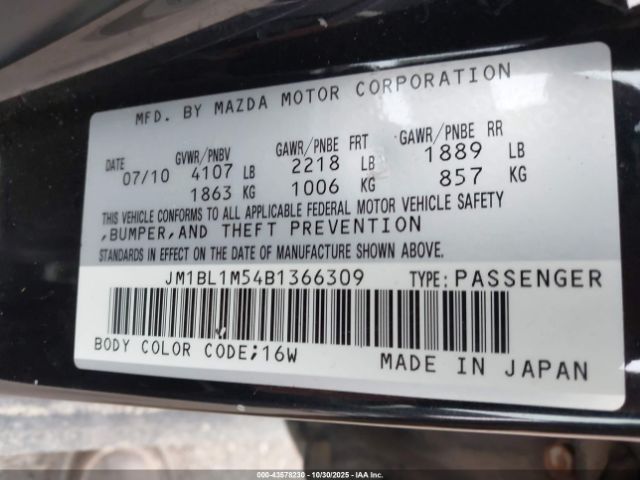 MFD. BY MAZDA MOTOR CORPORATION
DATE GVWR/PNBV GAWR/PNBE FRT GAWR/PNBE RR
07/10 4107 LB 2218 LB 1889 LB
1863 KG 1006 KG 857 KG
THIS VEHICLE CONFORMS TO ALL APPLICABLE FEDERAL MOTOR VEHICLE SAFETY
,BUMPER,AND THEFT PREVENTION
STANDARDS IN EFFECT ON THE DATE OF MANUFACTURE SHOWN ABOVE.
JM1BL1M54B1366309 TYPE:PASSENGER
BODY COLOR CODE;16W MADE IN JAPAN
000-43578230 - 10/30/2025 - IAA Inc.